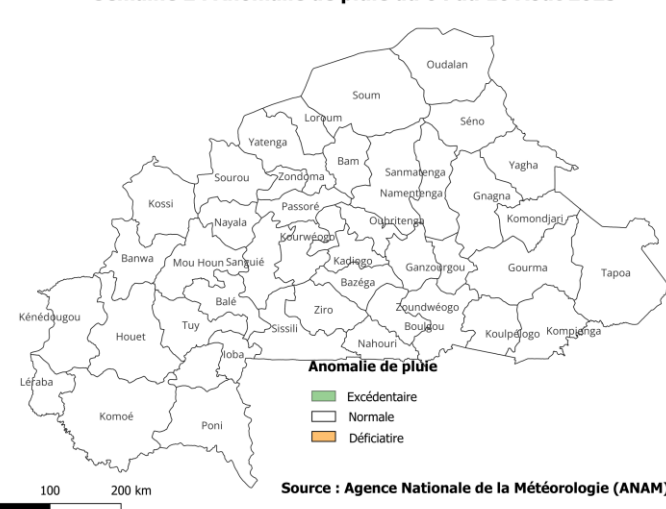 Oudalan
Soum
Loroum
Séno
Yatenga
Bam
Yagha
Sanmatenga
Sourou
Zondoma
Gnagna
Namentenga
Kossi
Passoré
Komondjari
Nayala
Oubritenga
Kourwéogo
Banwa
Mou Houn
Sanguié
Kadiogo
Ganzourgou
Gourma
Tapoa
Bazéga
Balé
Zoundwéogo
Ziro
Kénédougou
Tuy
Sissili
Boulgou
Koulpélogo
Kompienga
Houet
Nahouri
Ioba
Anomalie de pluie
Léraba
Excédentaire
Komoé
Normale
Poni
Déficiatire
100 200 km
Source : Agence Nationale de la Météorologie (ANAM)